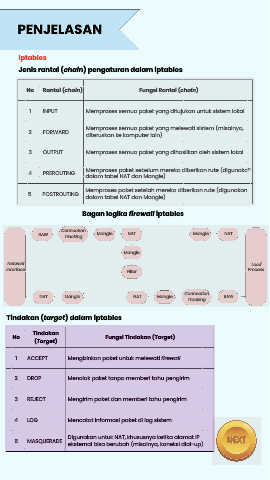 PENJELASAN
Iptables
Jenis rantai (chain) pengaturan dalam iptables
No Rantai (chain) Fungsi Rantai (chain)
1 INPUT Memproses semua paket yang ditujukan untuk sistem lokal
2 FORWARD Memproses semua paket yang melewati sistem (misalnya,
diteruskan ke komputer lain)
3 OUTPUT Memproses semua paket yang dihasilkan oleh sistem lokal
4 PREROUTING Memproses paket sebelum mereka diberikan rute (digunakan
dalam tabel NAT dan Mangle)
5 POSTROUTING Memproses paket setelah mereka diberikan rute (digunakan
dalam tabel NAT dan Mangle)
Bagan logika firewall iptables
RAW Connection Tracking Mangle NAT Mangle NAT
Mangle
Network Interface
Local Process
Filter
NAT Mangle NAT Mangle Connection Tracking RAW
Tindakan (target) dalam iptables
No Tindakan (Target) Fungsi Tindakan (Target)
1 ACCEPT Mengizinkan paket untuk melewati firewall
2 DROP Menolak paket tanpa memberi tahu pengirim
3 REJECT Mengirim paket dan memberi tahu pengirim
4 LOG Mencatat informasi paket di log sistem
5 MASQUERADE Digunakan untuk NAT, khususnya ketika alamat IP
eksternal bisa berubah (misalnya, koneksi dial-up)
NEXT